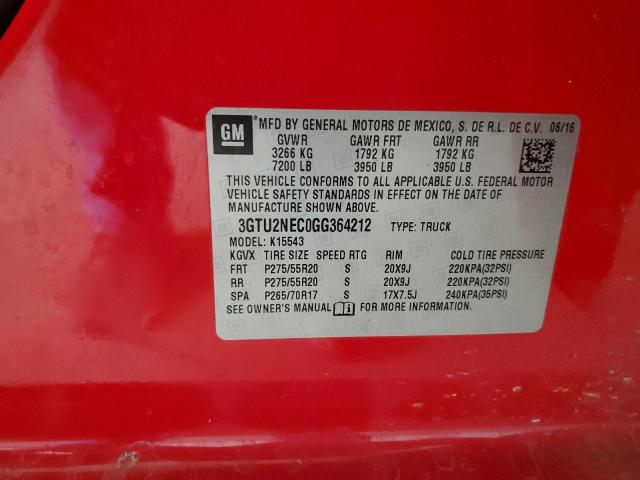 GM MFD BY GENERAL MOTORS DE MEXICO, S. DE R.L. DE C.V. 06/16
GVWR GAWR FRT GAWR RR
3266 KG 1792 KG 1792 KG
7200 LB 3950 LB 3950 LB
THIS VEHICLE CONFORMS TO ALL APPLICABLE U.S. FEDERAL MOTOR
VEHICLE SAFETY STANDARDS IN EFFECT ON THE DATE OF
MANUFACTURE SHOWN ABOVE.
3GTU2NEC0GG364212 TYPE: TRUCK
MODEL: K15543
KGVX TIRE SIZE SPEED RTG RIM COLD TIRE PRESSURE
FRT P275/55R20 S 20X9J 220KPA(32PSI)
RR P275/55R20 S 20X9J 220KPA(32PSI)
SPA P265/70R17 S 17X7.5J 240KPA(35PSI)
SEE OWNER'S MANUAL FOR MORE INFORMATION.